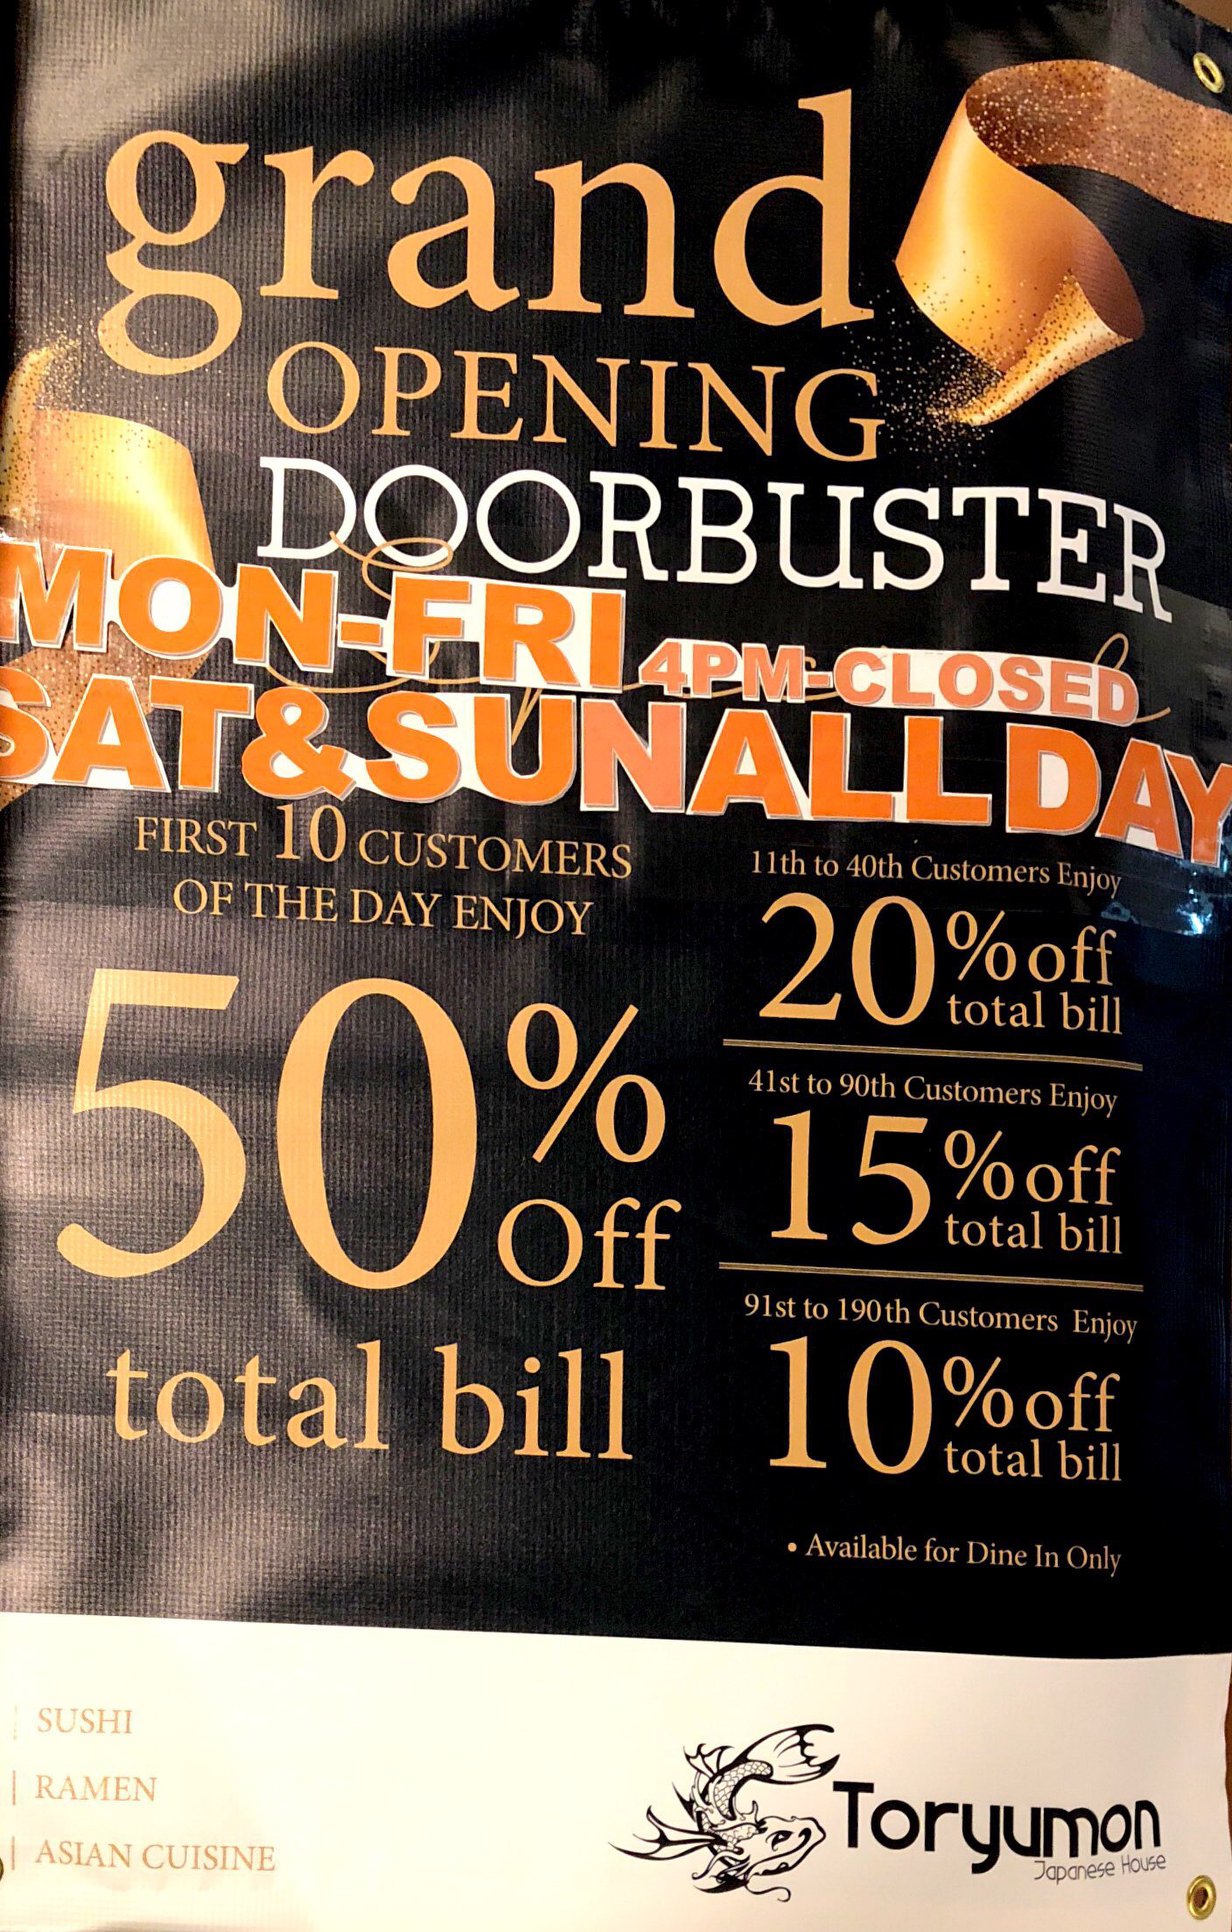 grand
OPENING
DOORBUSTER
MON-FRI 4PM-CLOSED
SAT&SUN ALL DAY
FIRST 10 CUSTOMERS
OF THE DAY ENJOY
50% Off
total bill
11th to 40th Customers Enjoy
20% off
total bill
41st to 90th Customers Enjoy
15% off
total bill
91st to 190th Customers Enjoy
10% off
total bill
• Available for Dine In Only
| SUSHI
| RAMEN
| ASIAN CUISINE
Toryumon
Japanese House